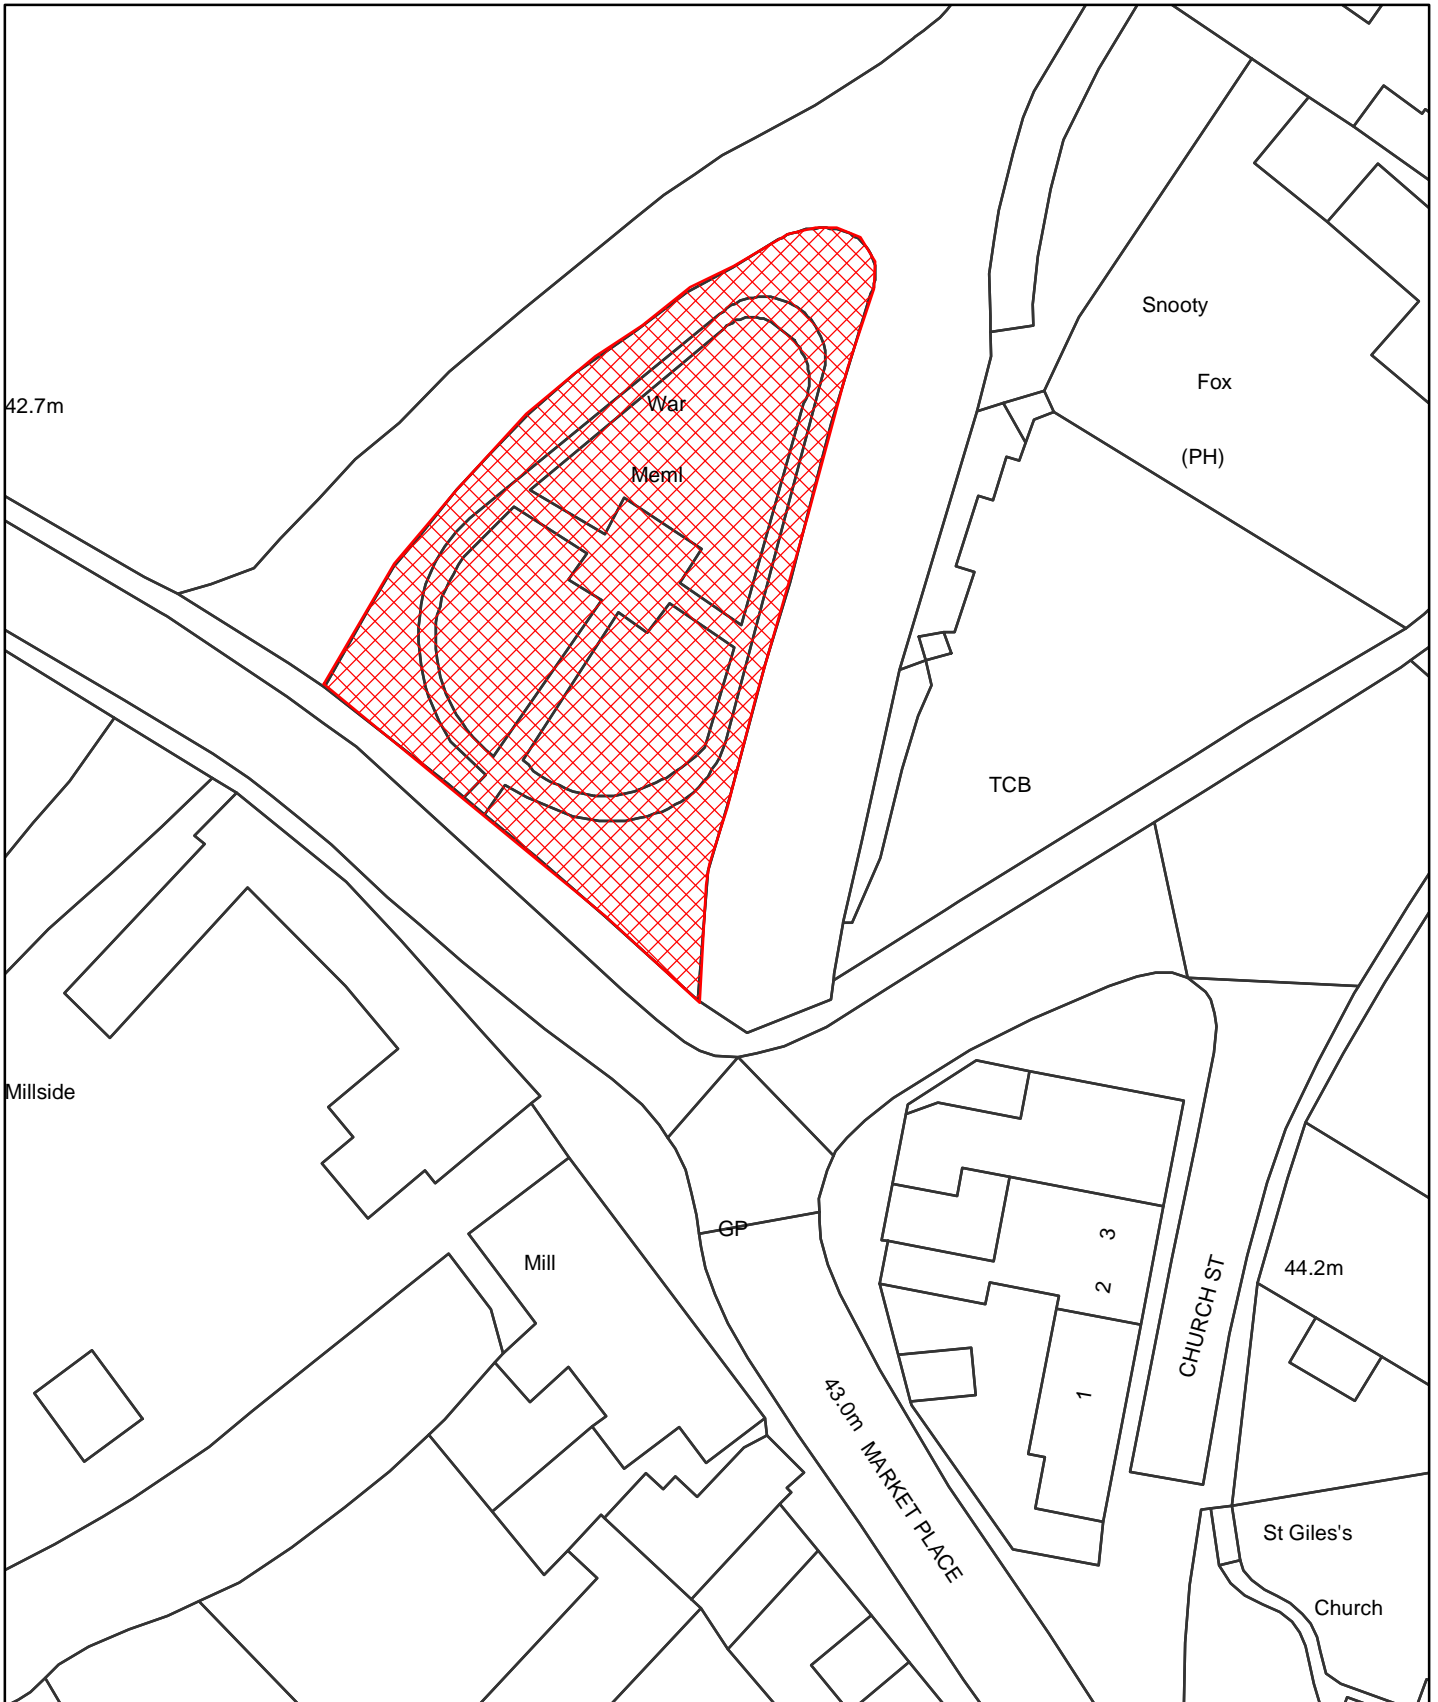 Snooty
Fox
(PH)
42.7m
War
Meml
TCB
Millside
GP
Mill
3
2
1
CHURCH ST
44.2m
43.0m
MARKET PLACE
St Giles's
Church